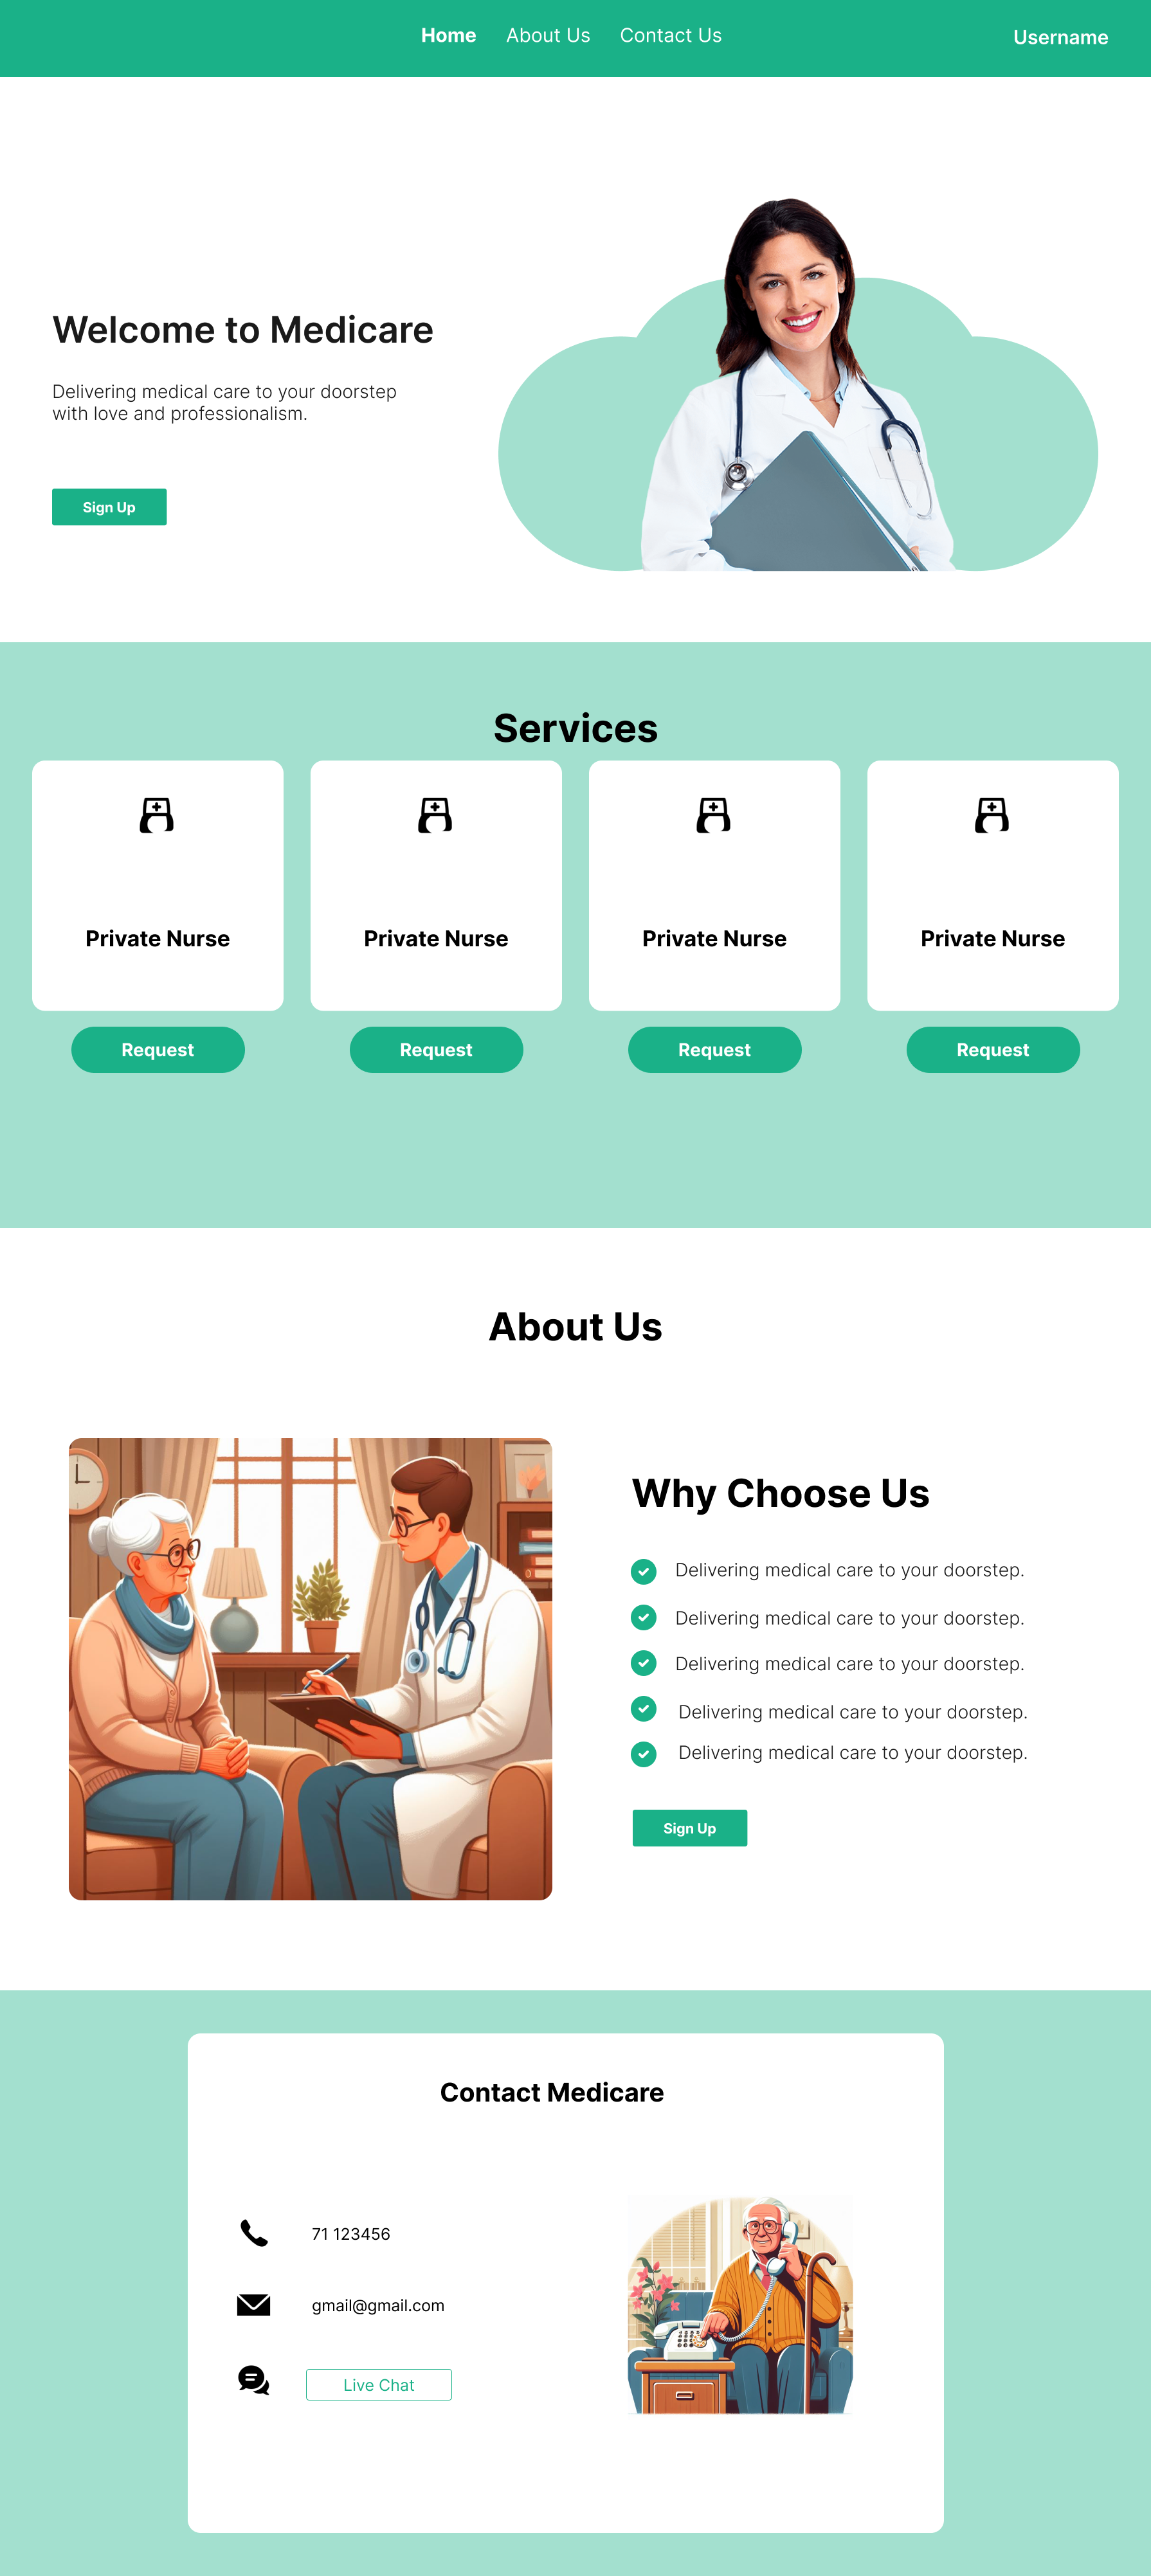 Home About Us Contact Us Username
Welcome to Medicare
Delivering medical care to your doorstep
with love and professionalism.
Sign Up
Services
Private Nurse Private Nurse Private Nurse Private Nurse
Request Request Request Request
About Us
Why Choose Us
Delivering medical care to your doorstep.
Delivering medical care to your doorstep.
Delivering medical care to your doorstep.
Delivering medical care to your doorstep.
Delivering medical care to your doorstep.
Sign Up
Contact Medicare
71 123456
gmail@gmail.com
Live Chat